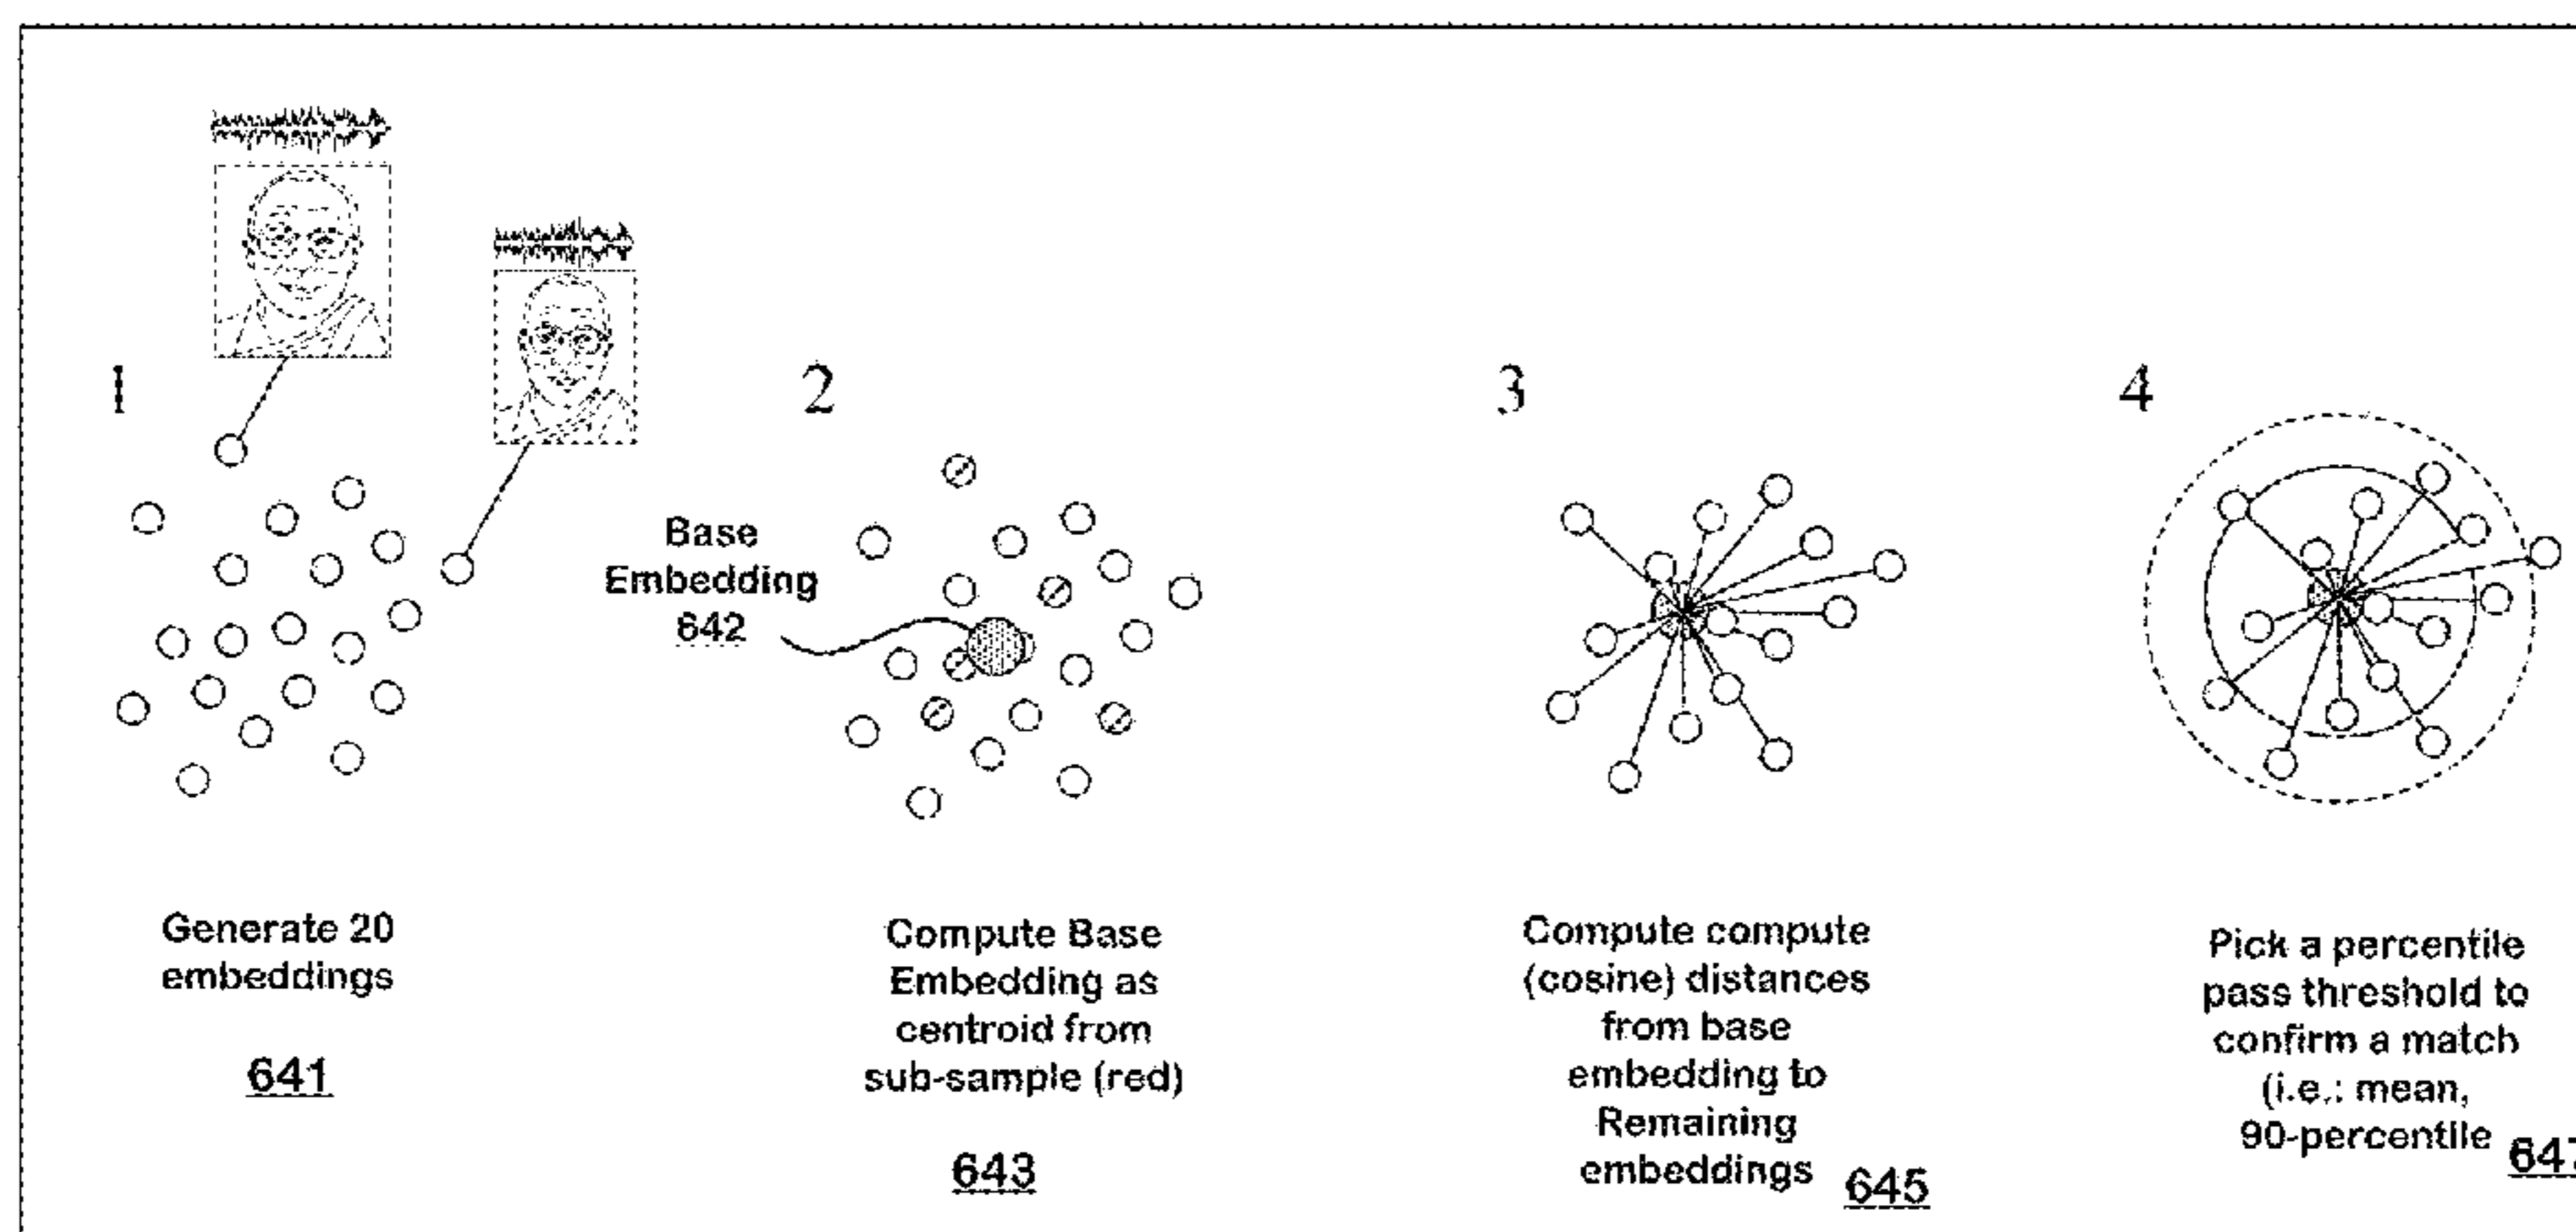 1
2
3
4
Base
Embedding
642
Generate 20
embeddings
641
Compute Base
Embedding as
centroid from
sub-sample (red)
643
Compute compute
(cosine) distances
from base
embedding to
Remaining
embeddings
645
Pick a percentile
pass threshold to
confirm a match
(i.e.: mean,
90-percentile
647